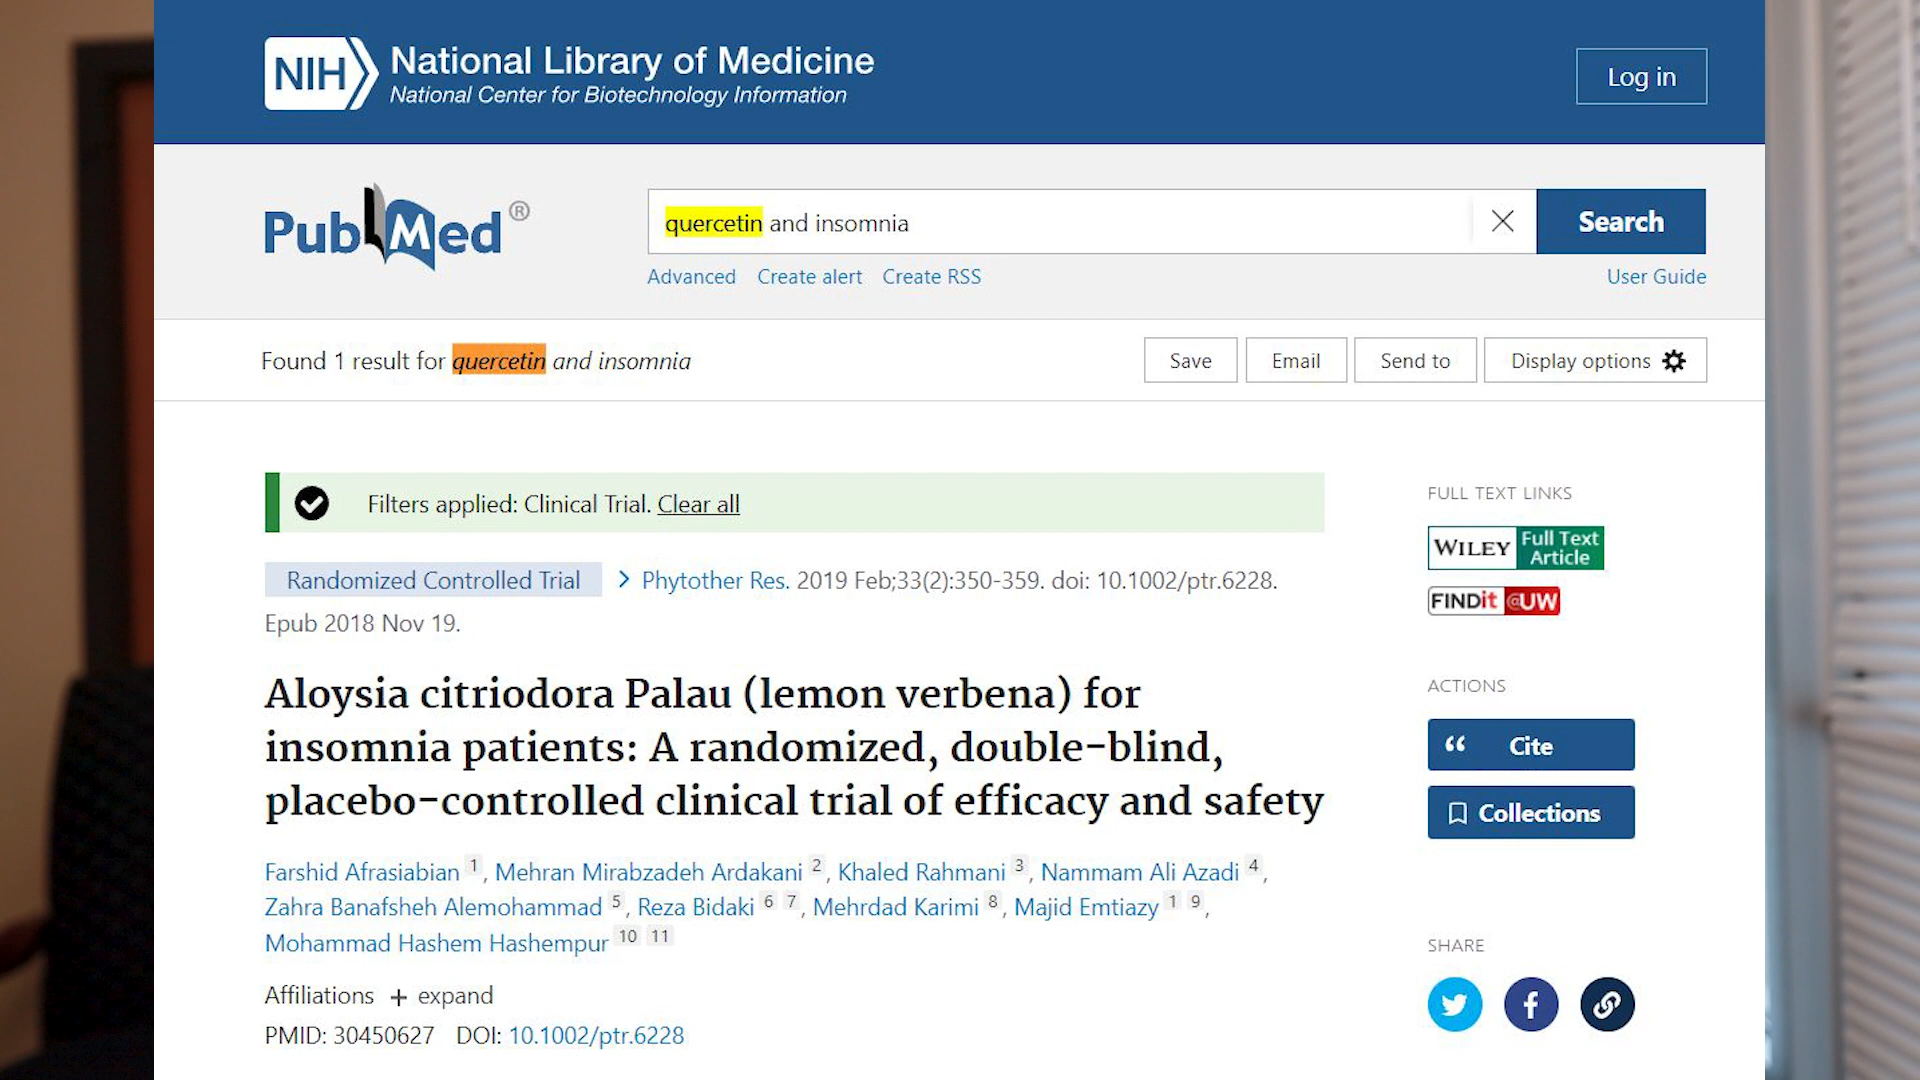 NIH National Library of Medicine
National Center for Biotechnology Information
Log in
PubMed®
quercetin and insomnia
Search
Advanced Create alert Create RSS
User Guide
Found 1 result for quercetin and insomnia
Save Email Send to Display options
Filters applied: Clinical Trial. Clear all
Randomized Controlled Trial Phytother Res. 2019 Feb;33(2):350-359. doi: 10.1002/ptr.6228.
Epub 2018 Nov 19.
Aloysia citriodora Palau (lemon verbena) for
insomnia patients: A randomized, double-blind,
placebo-controlled clinical trial of efficacy and safety
Farshid Afrasiabian 1, Mehran Mirabzadeh Ardakani 2, Khaled Rahmani 3, Nammam Ali Azadi 4,
Zahra Banafsheh Alemohammad 5, Reza Bidaki 6 7, Mehrdad Karimi 8, Majid Emtiazy 1 9,
Mohammad Hashem Hashempur 10 11
Affiliations + expand
PMID: 30450627 DOI: 10.1002/ptr.6228
FULL TEXT LINKS
WILEY Full Text
Article
FINDit @UW
ACTIONS
“ Cite
Collections
SHARE